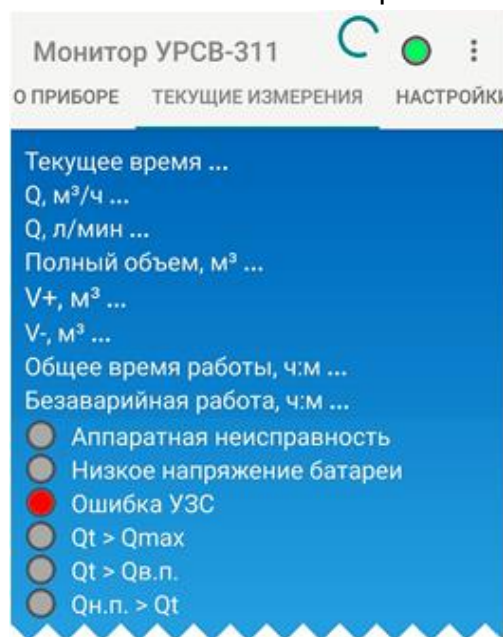 Монитор УРСВ-311
О ПРИБОРЕ ТЕКУЩИЕ ИЗМЕРЕНИЯ НАСТРОЙКИ
Текущее время ...
Q, м³/ч ...
Q, л/мин ...
Полный объем, м³ ...
V+, м³ ...
V-, м³ ...
Общее время работы, ч:м ...
Безаварийная работа, ч:м ...
Аппаратная неисправность
Низкое напряжение батареи
Ошибка УЗС
Qt > Qmax
Qt > Qв.п.
Qн.п. > Qt